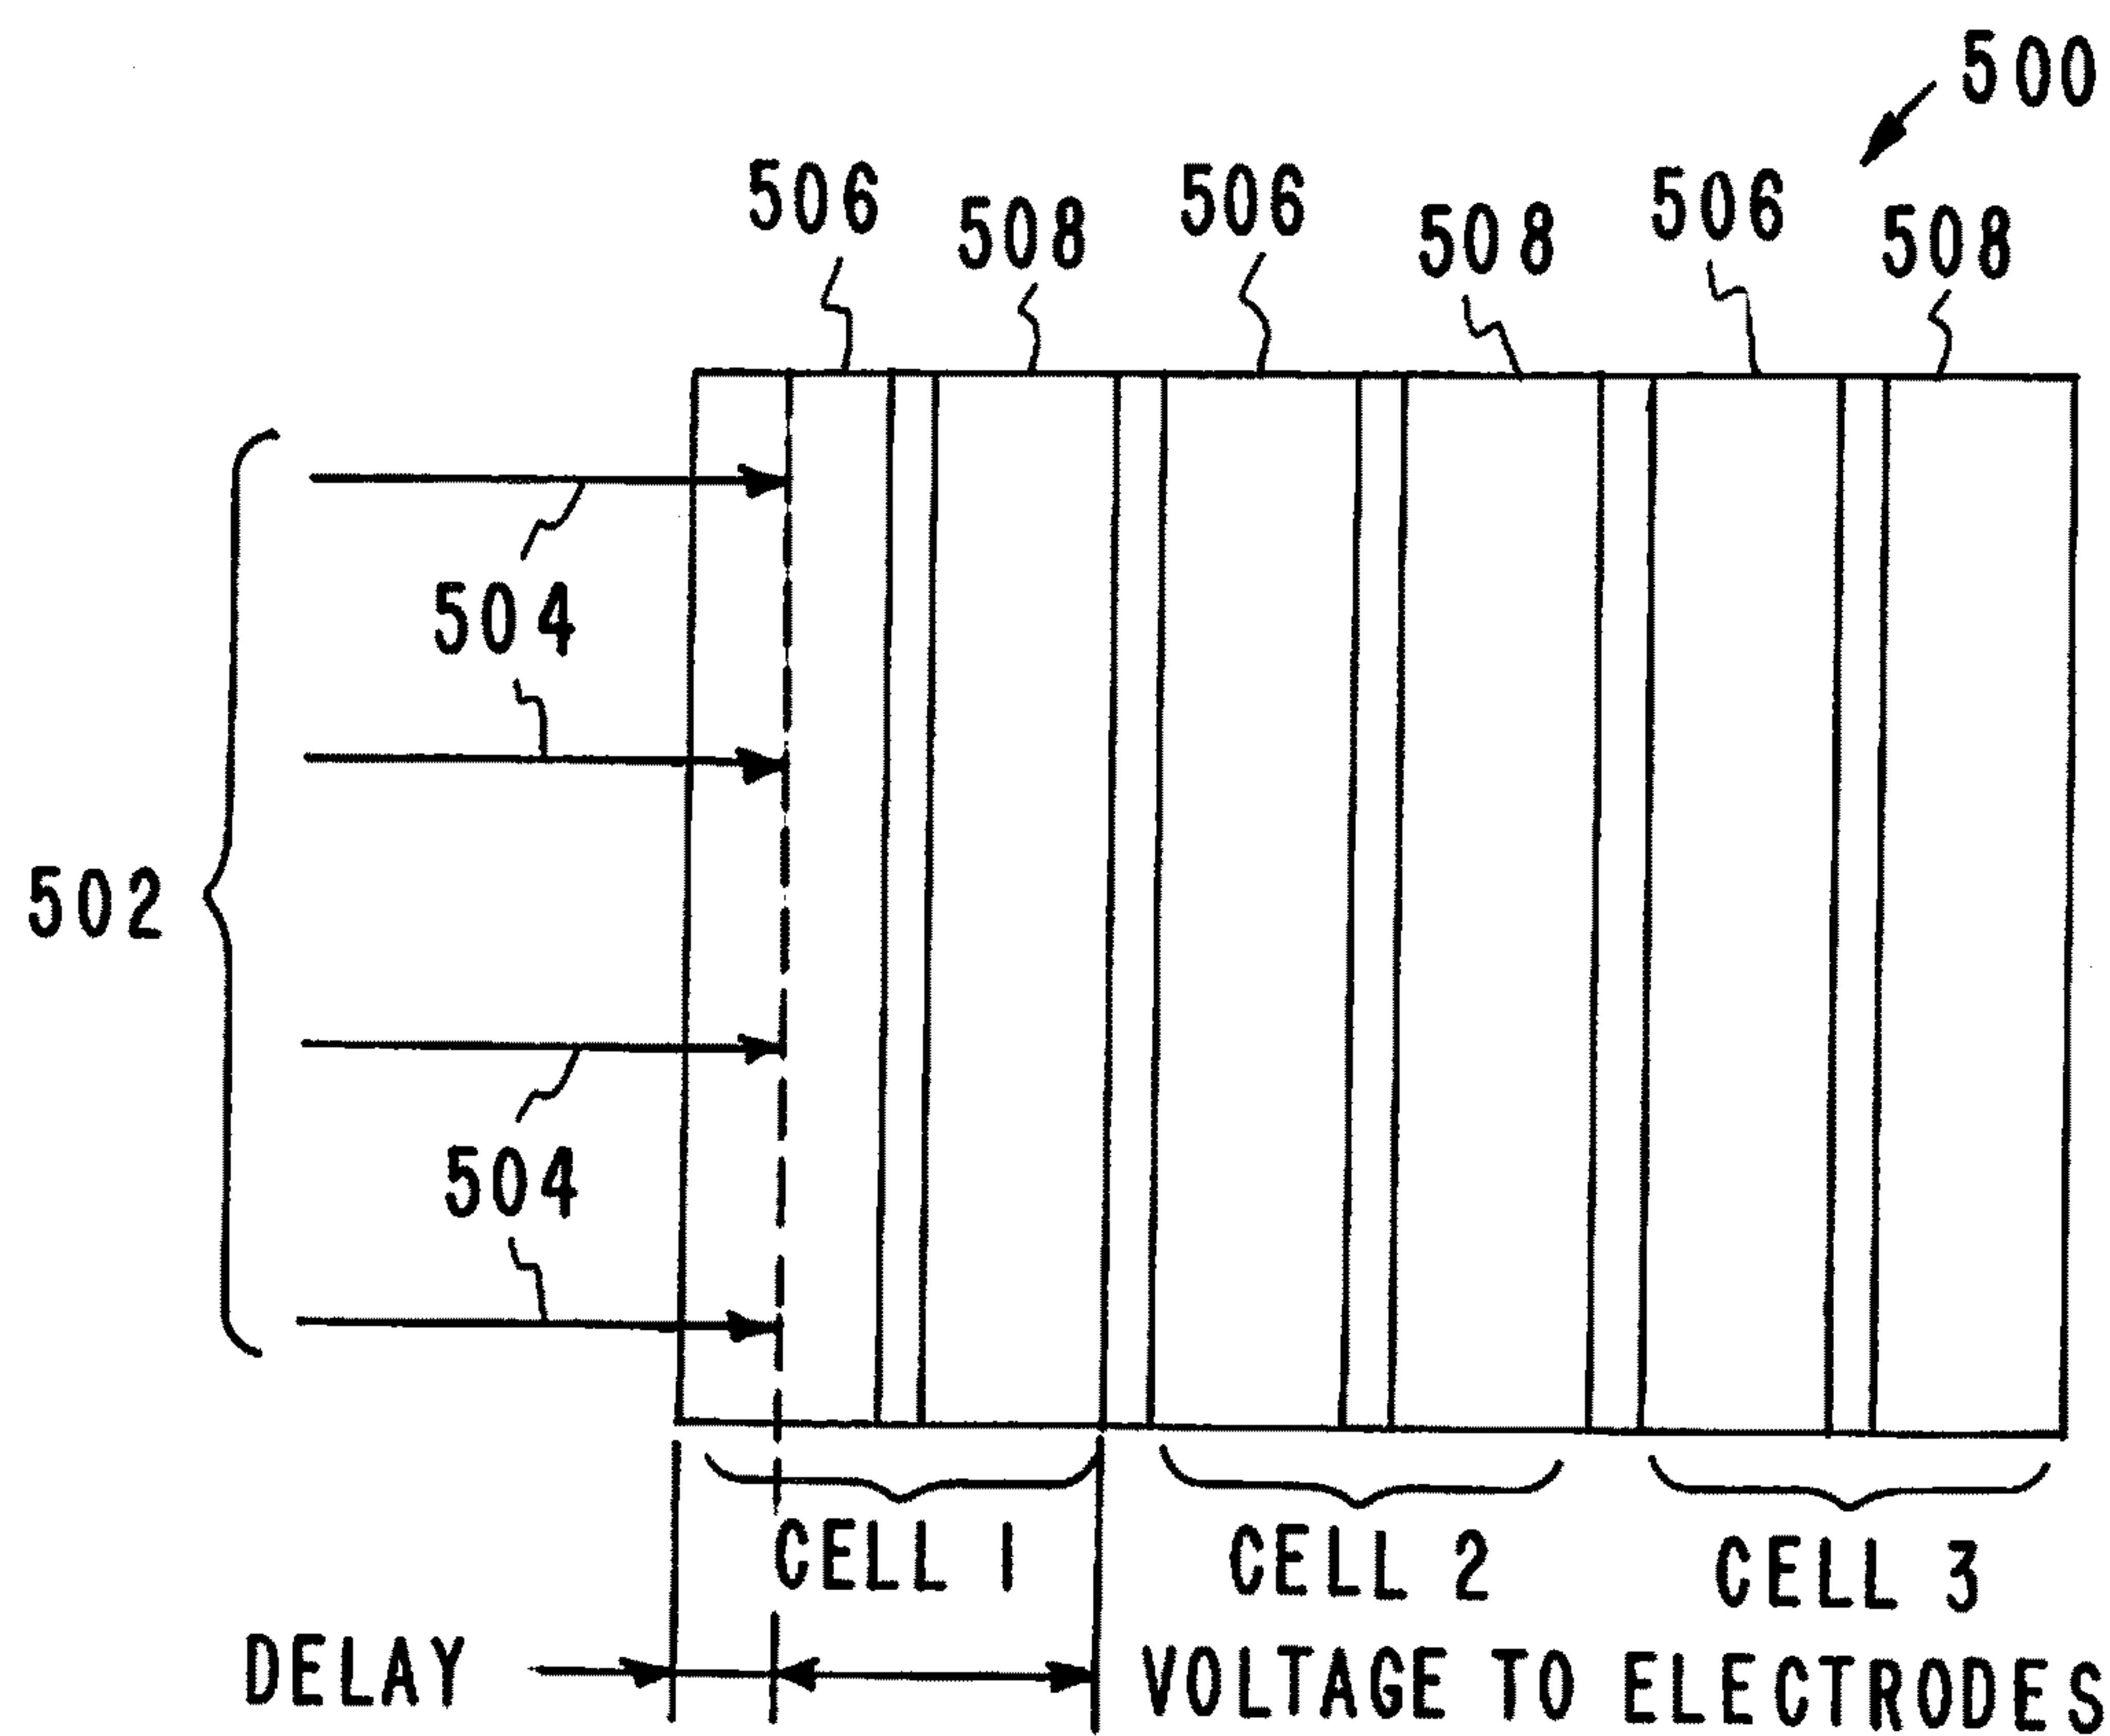 500
506
508
506
508
506
508
504
502
504
CELL 1
CELL 2
CELL 3
DELAY
VOLTAGE TO ELECTRODES